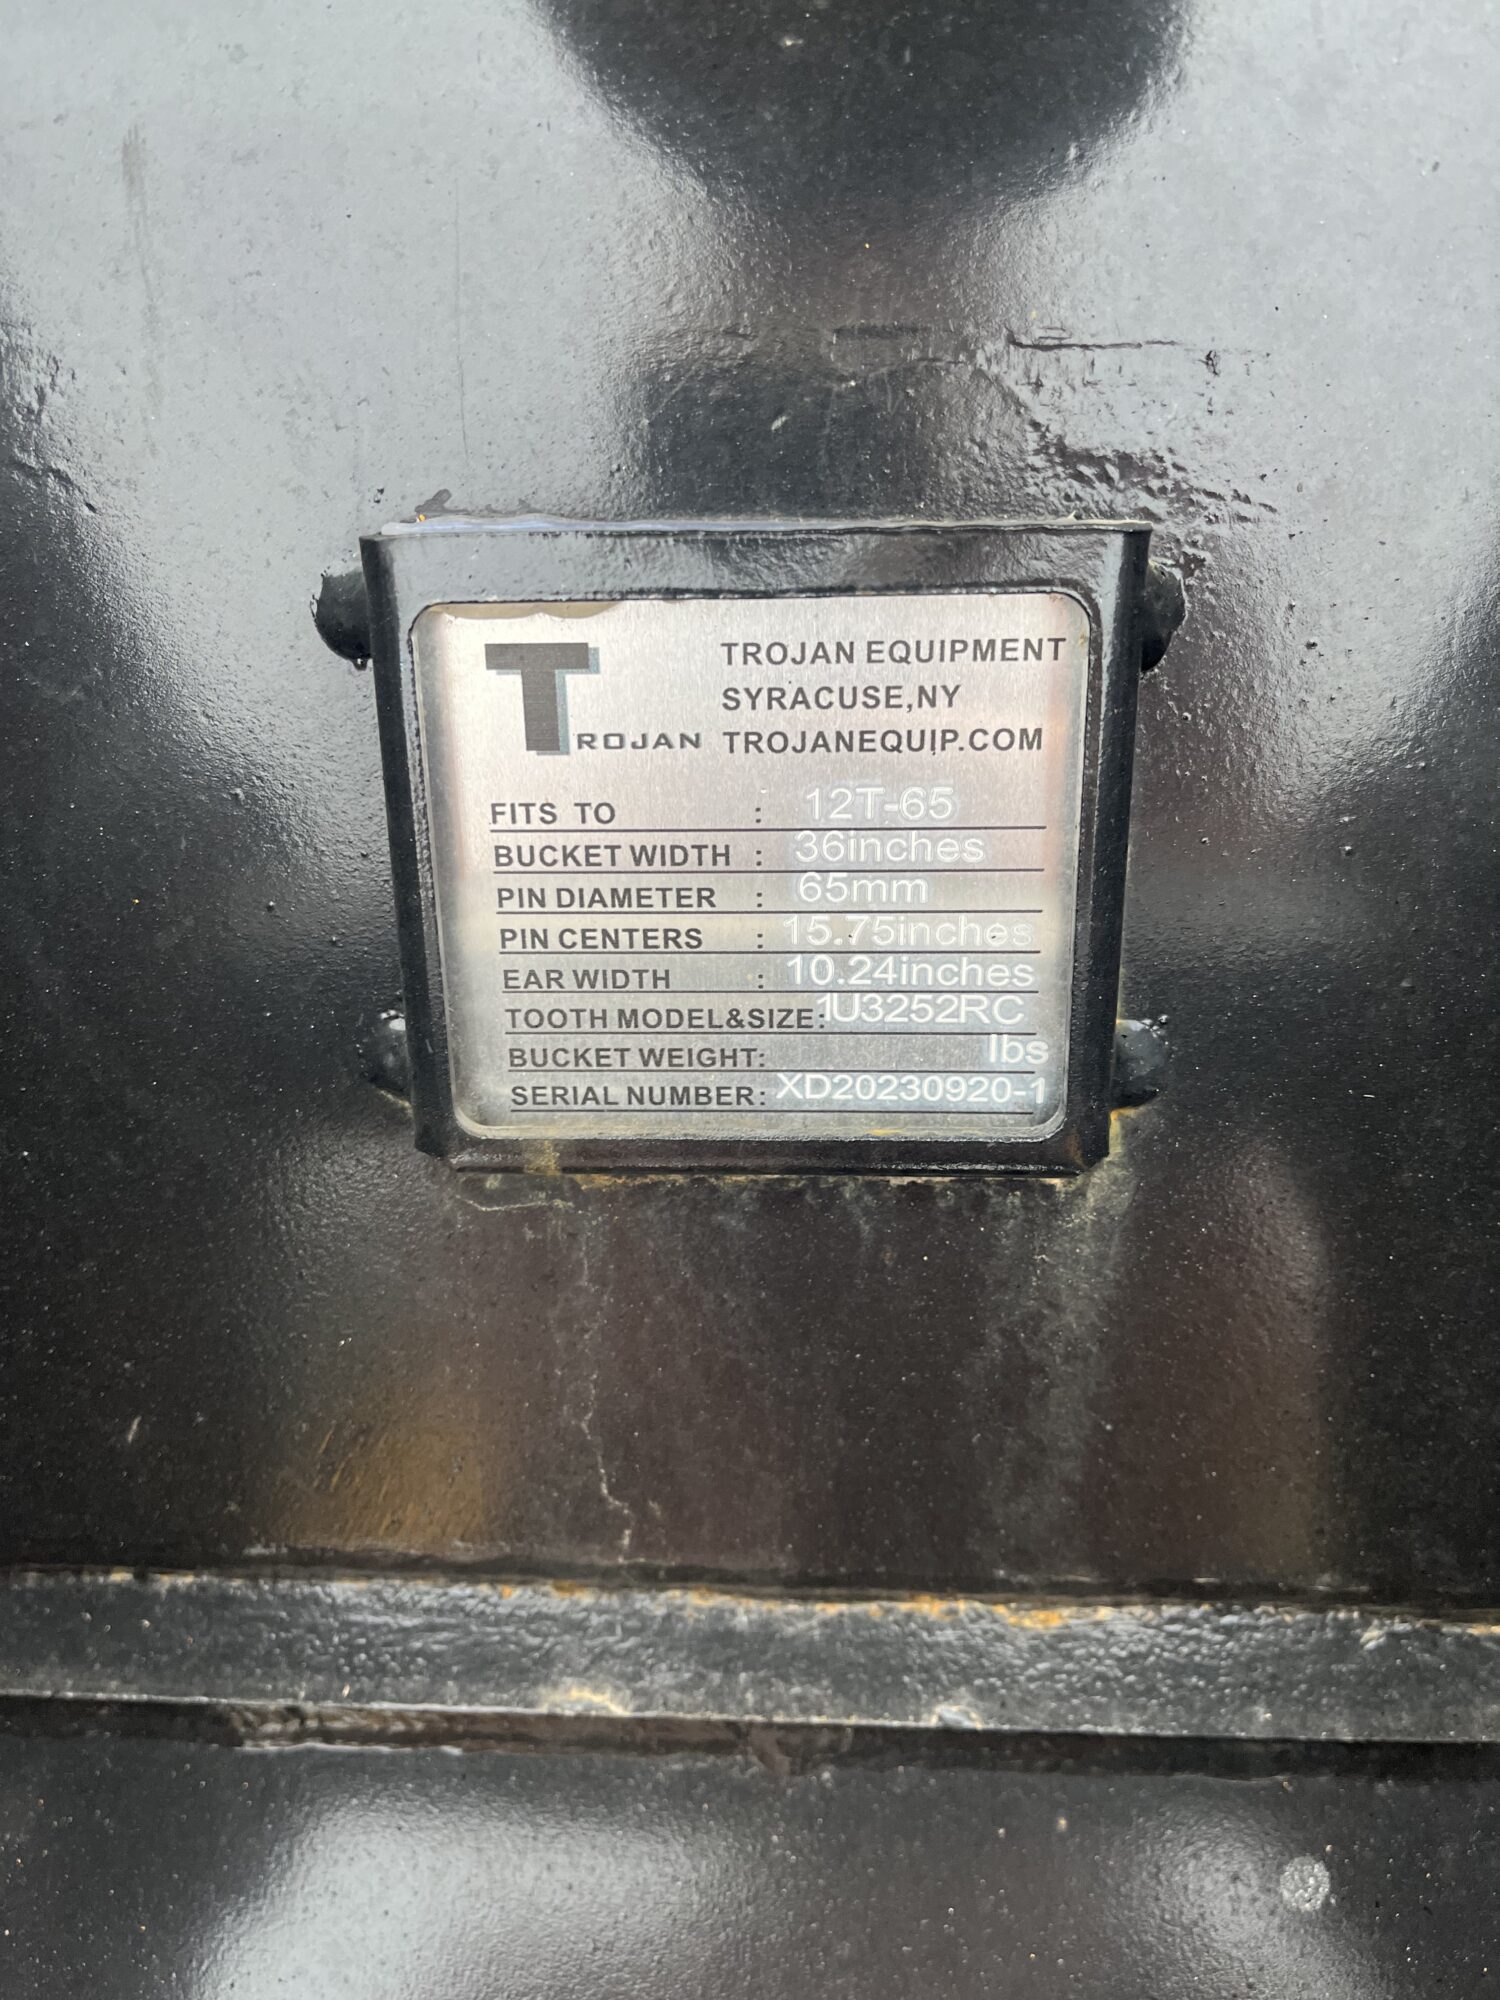 TROJAN
TROJAN EQUIPMENT
SYRACUSE,NY
TROJANEQUIP.COM
FITS TO : 12T-65
BUCKET WIDTH : 36inches
PIN DIAMETER : 65mm
PIN CENTERS : 15.75inches
EAR WIDTH : 10.24inches
TOOTH MODEL&SIZE: 1U3252RC
BUCKET WEIGHT: lbs
SERIAL NUMBER: XD20230920-1